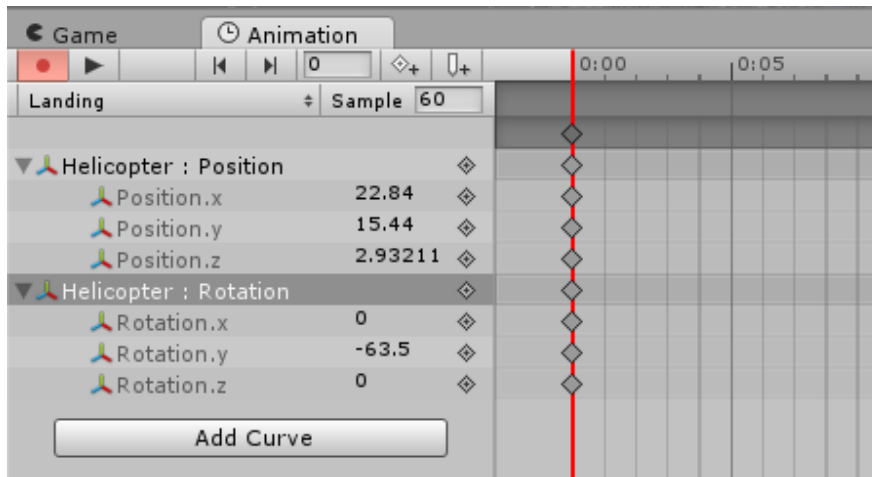 Game Animation
0 0:00 0:05
Landing Sample 60
Helicopter : Position
Position.x 22.84
Position.y 15.44
Position.z 2.93211
Helicopter : Rotation
Rotation.x 0
Rotation.y -63.5
Rotation.z 0
Add Curve